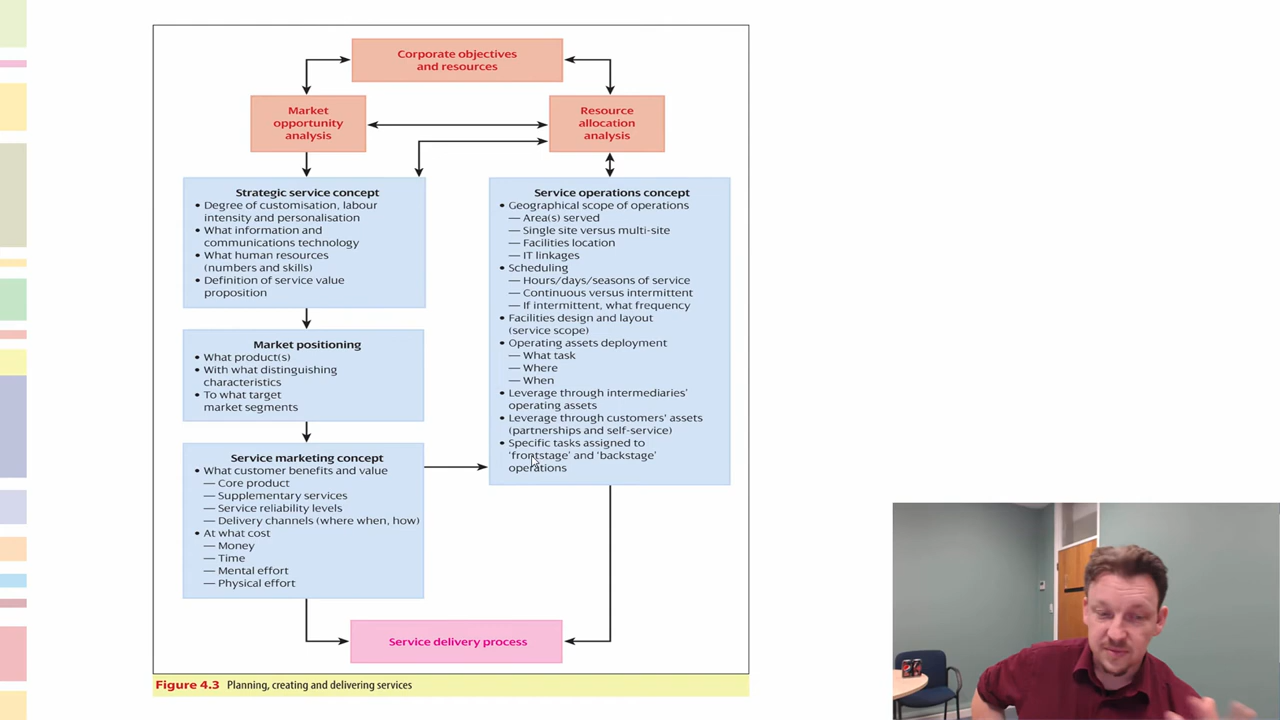 Corporate objectives
and resources
Market
opportunity
analysis
Resource
allocation
analysis
Strategic service concept
• Degree of customisation, labour
intensity and personalisation
• What information and
communications technology
• What human resources
(numbers and skills)
• Definition of service value
proposition
Market positioning
• What product(s)
• With what distinguishing
characteristics
• To what target
market segments
Service marketing concept
• What customer benefits and value
— Core product
— Supplementary services
— Service reliability levels
— Delivery channels (where when, how)
• At what cost
— Money
— Time
— Mental effort
— Physical effort
Service operations concept
• Geographical scope of operations
— Area(s) served
— Single site versus multi-site
— Facilities location
— IT linkages
• Scheduling
— Hours/days/seasons of service
— Continuous versus intermittent
— If intermittent, what frequency
• Facilities design and layout
(service scope)
• Operating assets deployment
— What task
— Where
— When
• Leverage through intermediaries'
operating assets
• Leverage through customers' assets
(partnerships and self-service)
• Specific tasks assigned to
'frontstage' and 'backstage'
operations
Service delivery process
Figure 4.3 Planning, creating and delivering services